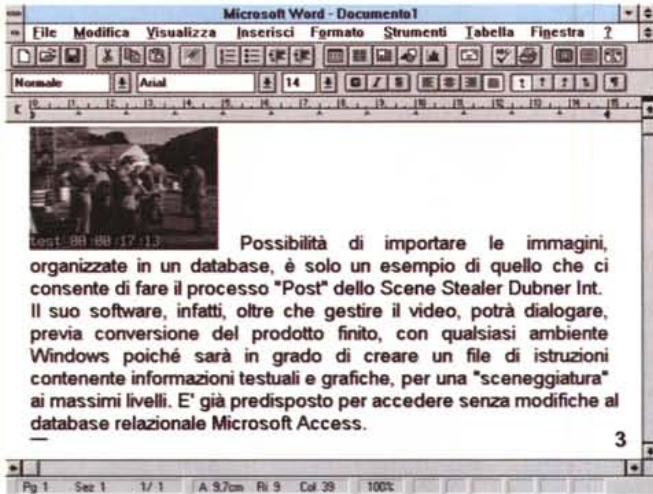 Microsoft Word - Documento1
File Modifica Visualizza Inserisci Formato Strumenti Tabella Finestra ?
Normale Arial 14 G I S
test 00:00:17:13
Possibilità di importare le immagini,
organizzate in un database, è solo un esempio di quello che ci
consente di fare il processo "Post" dello Scene Stealer Dubner Int.
Il suo software, infatti, oltre che gestire il video, potrà dialogare,
previa conversione del prodotto finito, con qualsiasi ambiente
Windows poiché sarà in grado di creare un file di istruzioni
contenente informazioni testuali e grafiche, per una "sceneggiatura"
ai massimi livelli. E' già predisposto per accedere senza modifiche al
database relazionale Microsoft Access.
3
Pg 1 Sez 1 1/1 A 9,7cm Ri 9 Col 39 100%